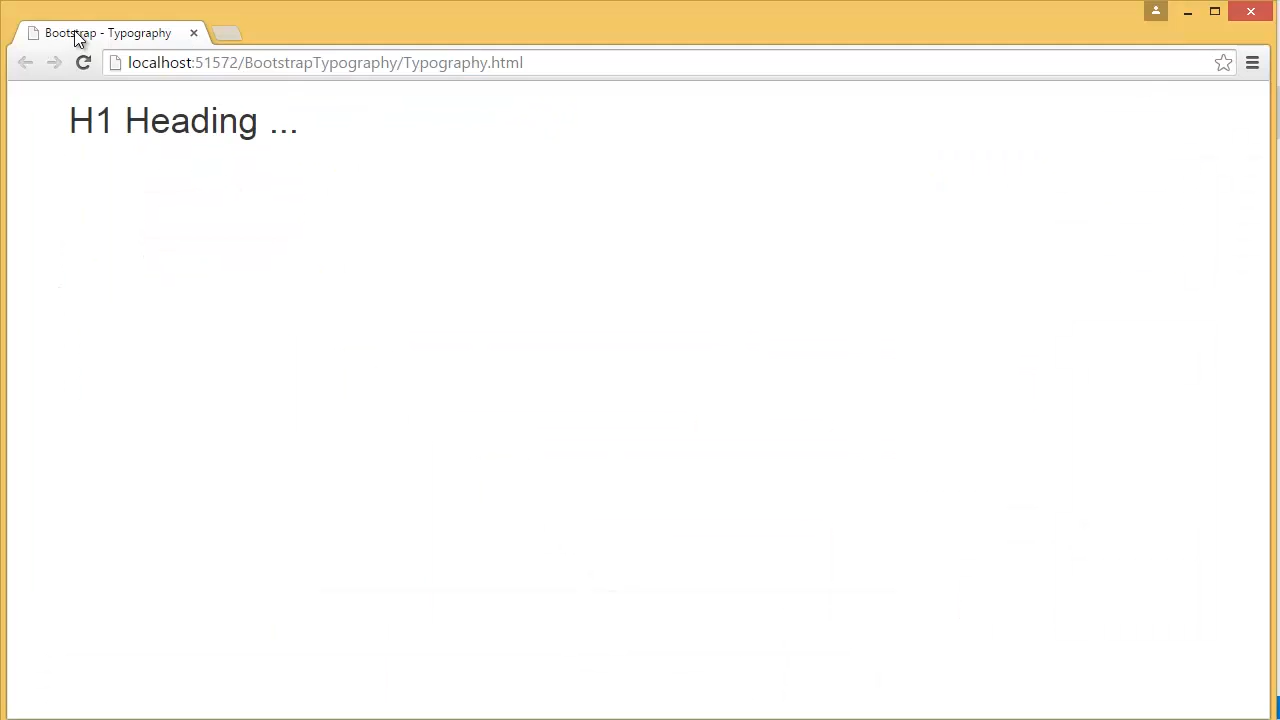 Bootstrap - Typography
localhost:51572/BootstrapTypography/Typography.html
H1 Heading ...